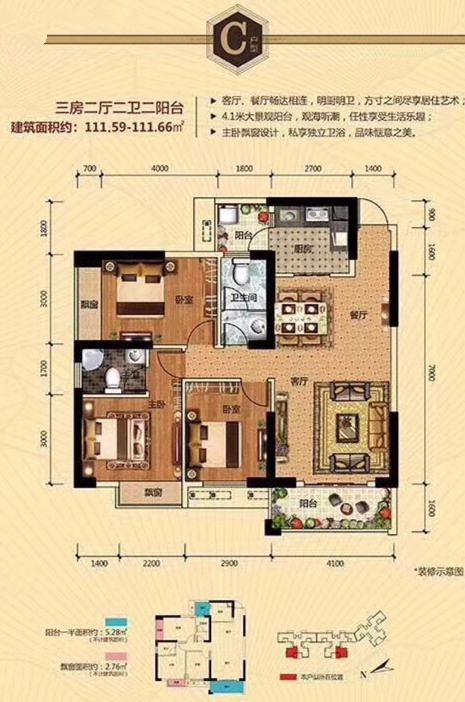 C
户型
三房二厅二卫二阳台
建筑面积约：111.59-111.66㎡
▶ 客厅、餐厅畅达相连，明厨明卫，方寸之间尽享居住艺术；
▶ 4.1米大景观阳台，观海听潮，任性享受生活乐趣；
▶ 主卧飘窗设计，私享独立卫浴，品味惬意之美。
700 4000 1800 2700 1400
1800 3000 1700 3000
900 1600 7000 1600
阳台
厨房
卧室
飘窗
卫生间
餐厅
客厅
主卧
卧室
飘窗
阳台
1400 2200 2900 4100
*装修示意图
阳台一半面积约：5.28㎡
（不计建筑面积）
飘窗面积约：2.76㎡
（不计建筑面积）
本户型所在位置
N